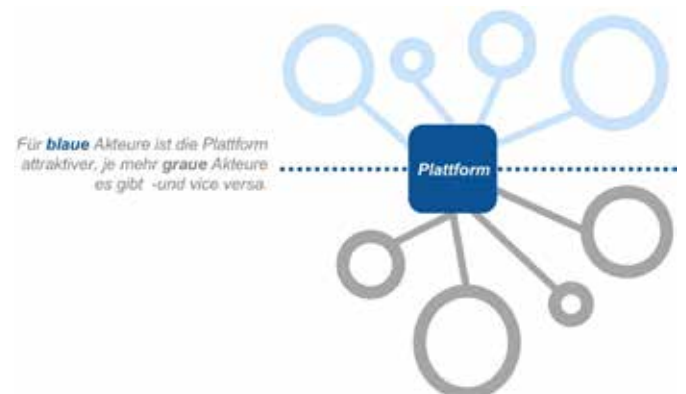 Für blaue Akteure ist die Plattform
attraktiver, je mehr graue Akteure
es gibt -und vice versa.
Plattform